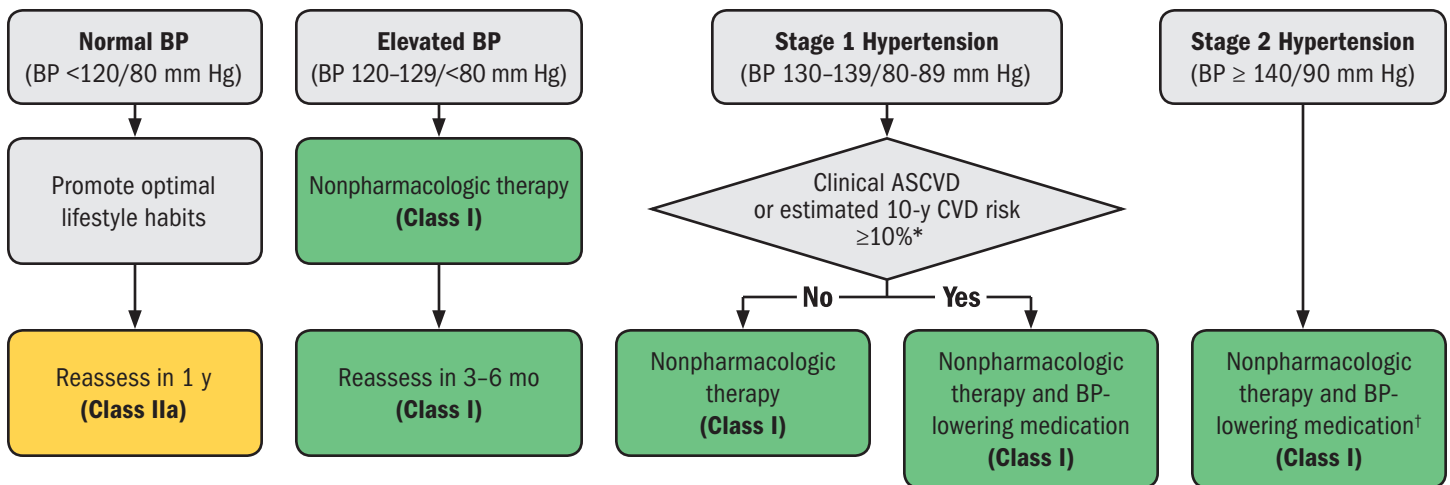 Normal BP
(BP <120/80 mm Hg)
Elevated BP
(BP 120–129/<80 mm Hg)
Stage 1 Hypertension
(BP 130–139/80-89 mm Hg)
Stage 2 Hypertension
(BP ≥ 140/90 mm Hg)
Promote optimal
lifestyle habits
Nonpharmacologic therapy
(Class I)
Clinical ASCVD
or estimated 10-y CVD risk
≥10%*
No
Yes
Reassess in 1 y
(Class IIa)
Reassess in 3–6 mo
(Class I)
Nonpharmacologic
therapy
(Class I)
Nonpharmacologic
therapy and BP-
lowering medication
(Class I)
Nonpharmacologic
therapy and BP-
lowering medication†
(Class I)